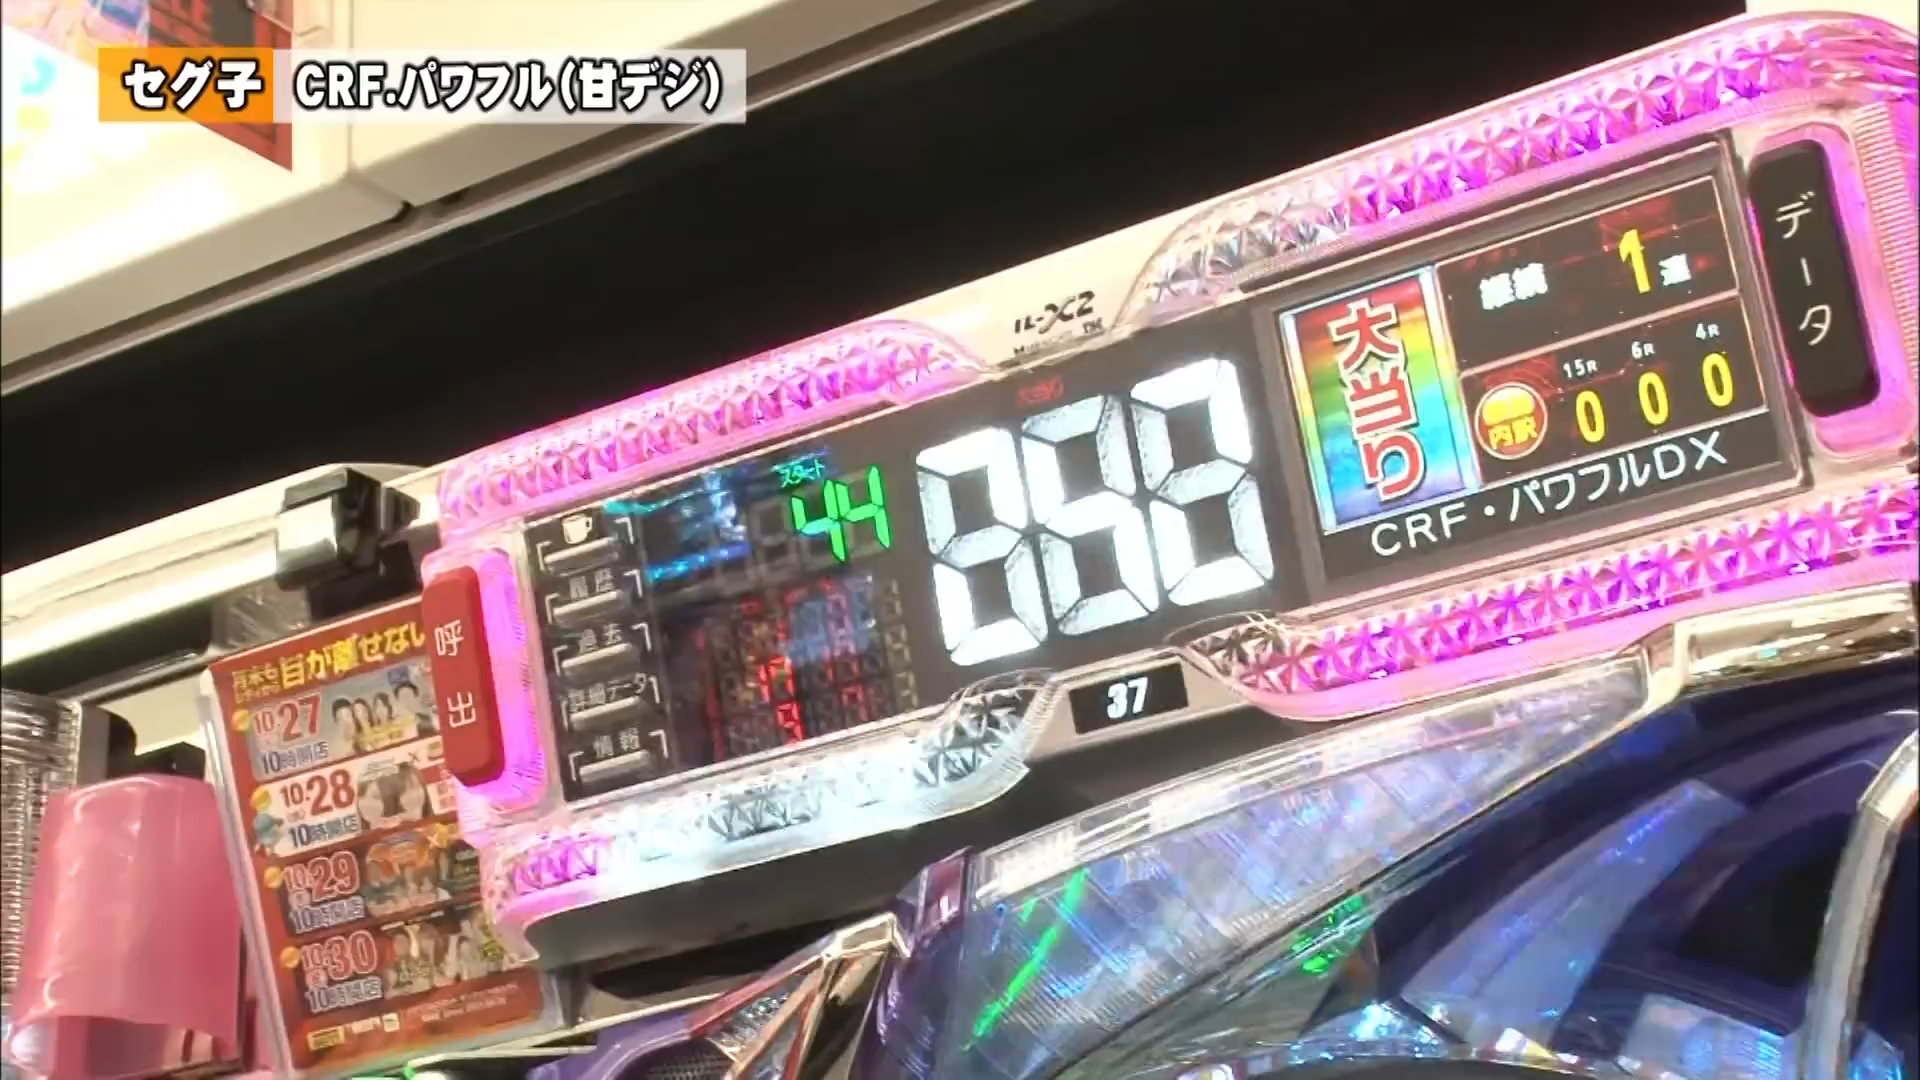 セグ子 CRF.パワフル(甘デジ)
IL-X2
大当り
継続 1 連
15R 6R 4R
内訳 0 0 0
CRF・パワフルDX
データ
スタート
44
履歴
過去
詳細データ
情報
呼出
37
目が離せない
10.27
10時開店
10.28
10時開店
10.29
10時開店
10.30
10時開店